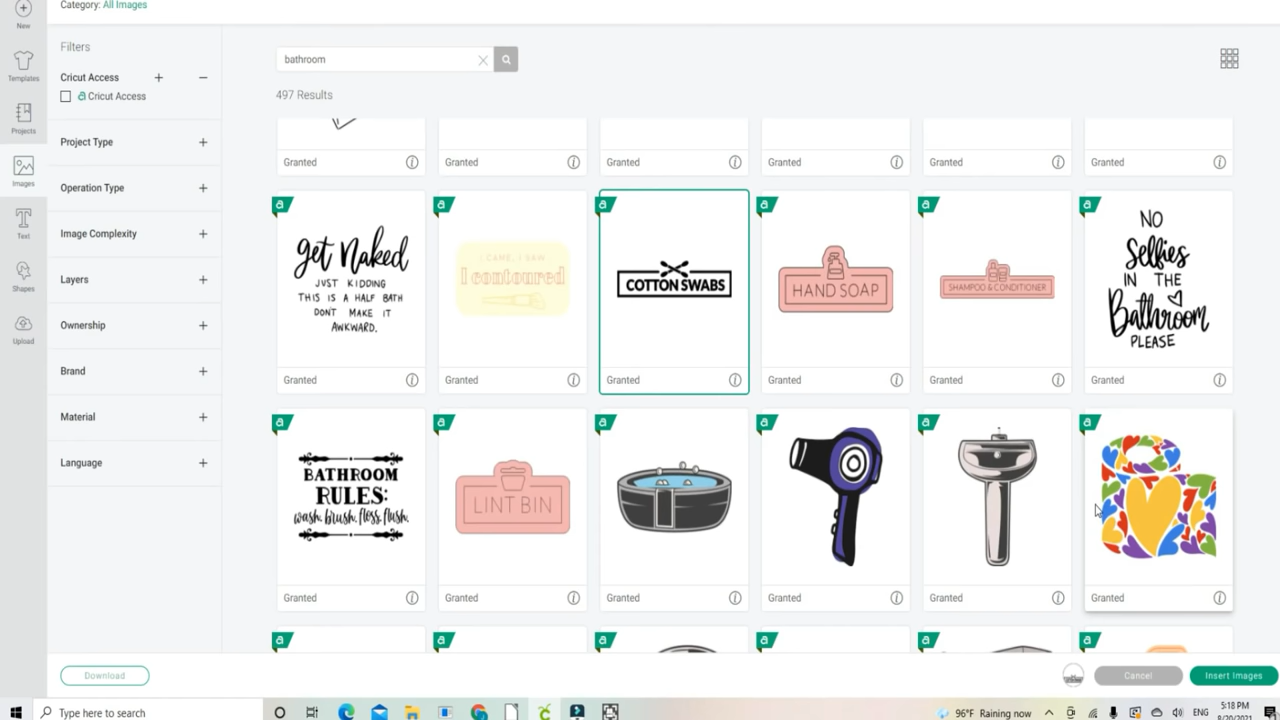 Category: All Images
New
Templates
Projects
Images
Text
Shapes
Upload
Filters
Cricut Access
a Cricut Access
Project Type
Operation Type
Image Complexity
Layers
Ownership
Brand
Material
Language
bathroom
497 Results
Granted
Granted
Granted
Granted
Granted
Granted
a
get Naked
JUST KIDDING
THIS IS A HALF BATH
DON'T MAKE IT
AWKWARD.
Granted
a
I CAME, I SAW
I contoured
Granted
a
COTTON SWABS
Granted
a
HAND SOAP
Granted
a
SHAMPOO & CONDITIONER
Granted
a
NO
Selfies
IN THE
Bathroom
PLEASE
Granted
a
BATHROOM
RULES:
wash. brush. floss. flush.
Granted
a
LINT BIN
Granted
a
Granted
a
Granted
a
Granted
a
Granted
a
a
a
a
a
a
Download
Cancel
Insert Images
Type here to search
96°F Raining now
ENG
5:18 PM
8/20/2021